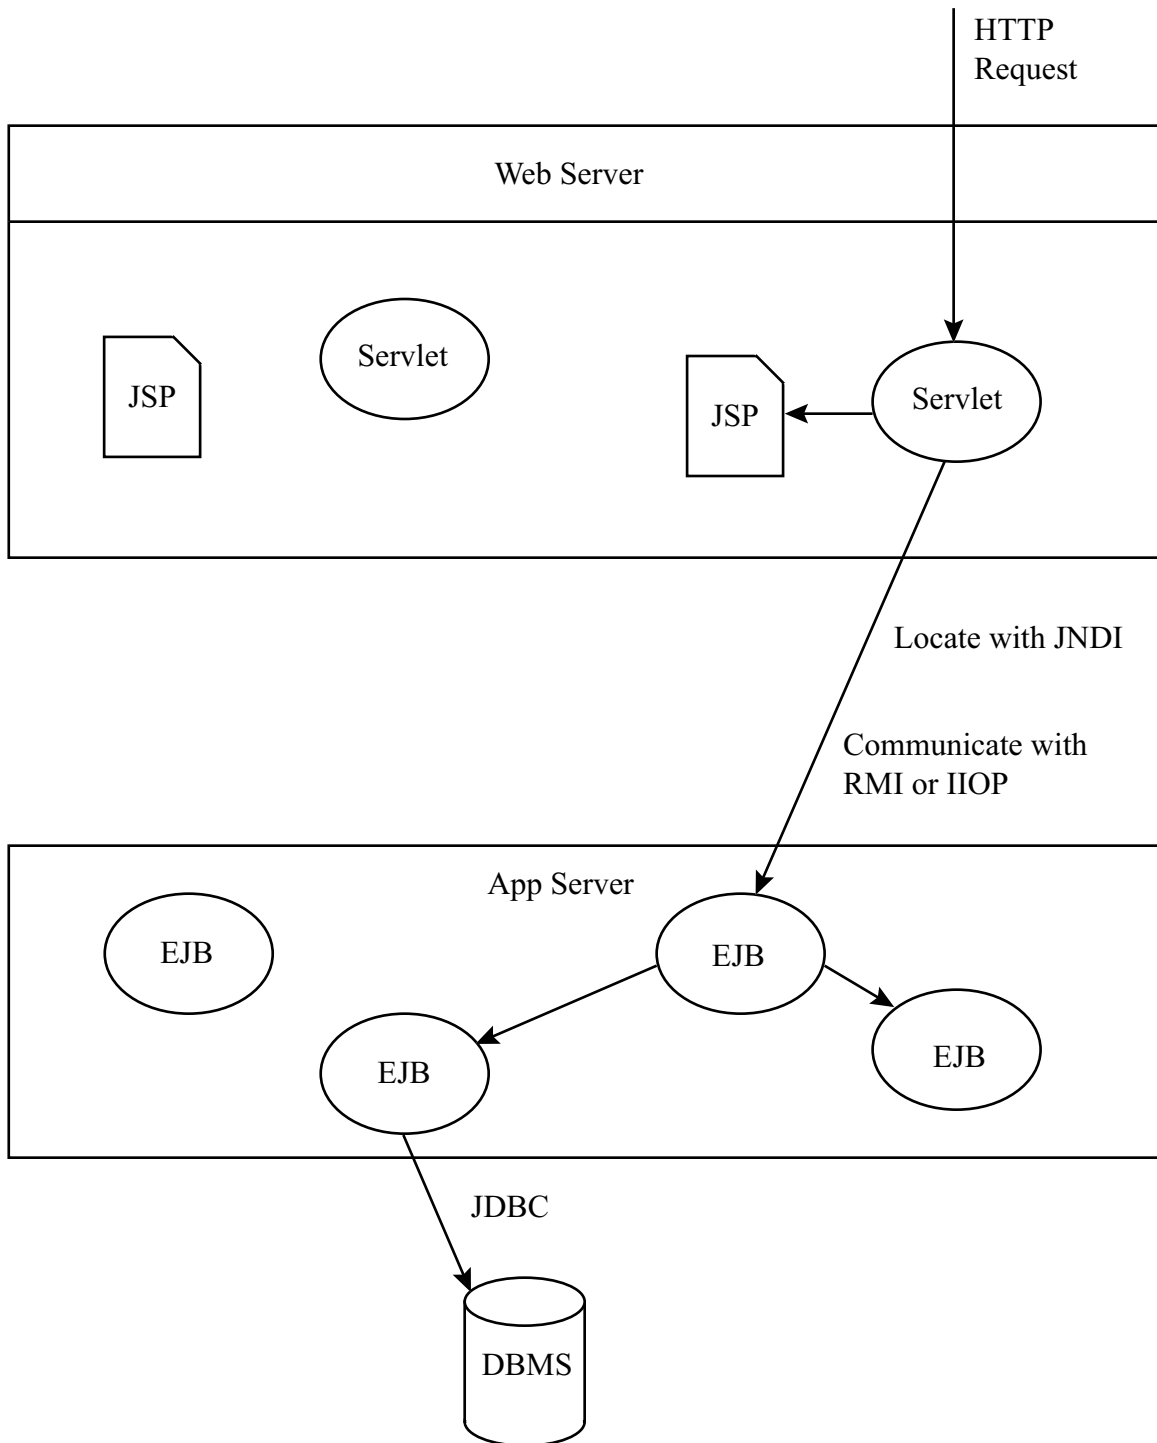 HTTP
Request
Web Server
Servlet
JSP
JSP
Servlet
Locate with JNDI
Communicate with
RMI or IIOP
App Server
EJB
EJB
EJB
EJB
JDBC
DBMS